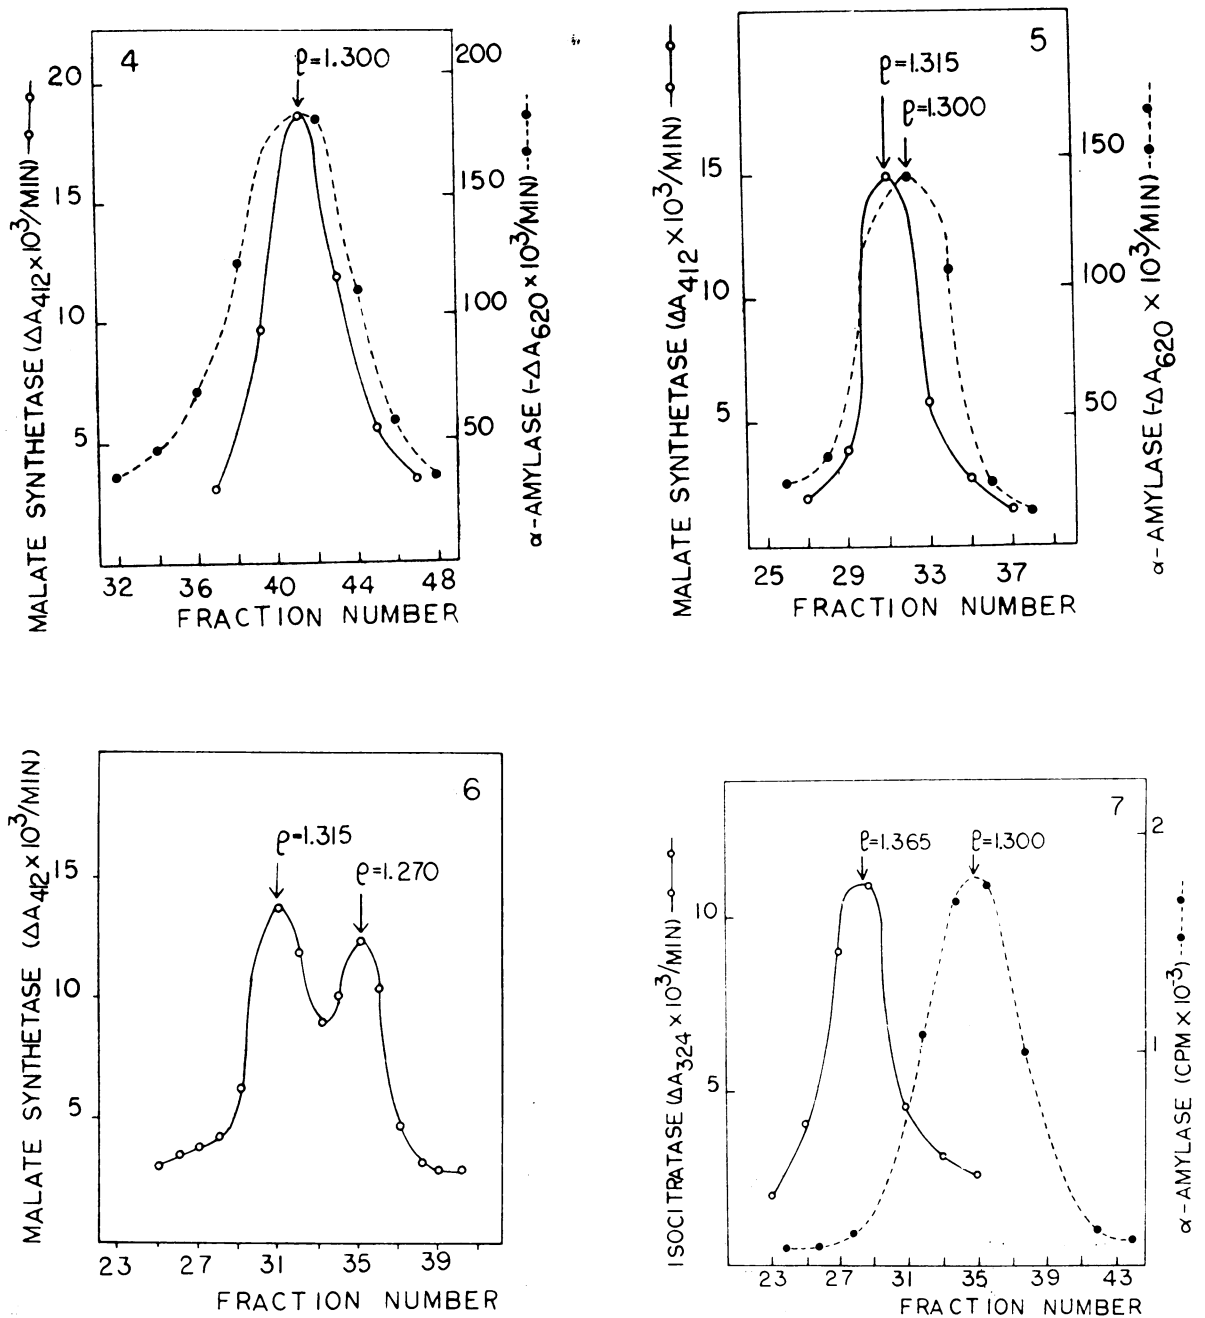 4
ρ=1.300
20
15
10
5
200
150
100
50
32 36 40 44 48
FRACTION NUMBER
MALATE SYNTHETASE (ΔA412×10³/MIN)
α-AMYLASE (-ΔA620×10³/MIN)
5
ρ=1.315
ρ=1.300
15
10
5
150
100
50
25 29 33 37
FRACTION NUMBER
MALATE SYNTHETASE (ΔA412×10³/MIN)
α-AMYLASE (-ΔA620 × 10³/MIN)
6
ρ=1.315
ρ=1.270
15
10
5
23 27 31 35 39
FRACTION NUMBER
MALATE SYNTHETASE (ΔA412×10³/MIN)
7
ρ=1.365
ρ=1.300
10
5
2
1
23 27 31 35 39 43
FRACTION NUMBER
ISOCITRATASE (ΔA324×10³/MIN)
α-AMYLASE (CPM×10⁻³)